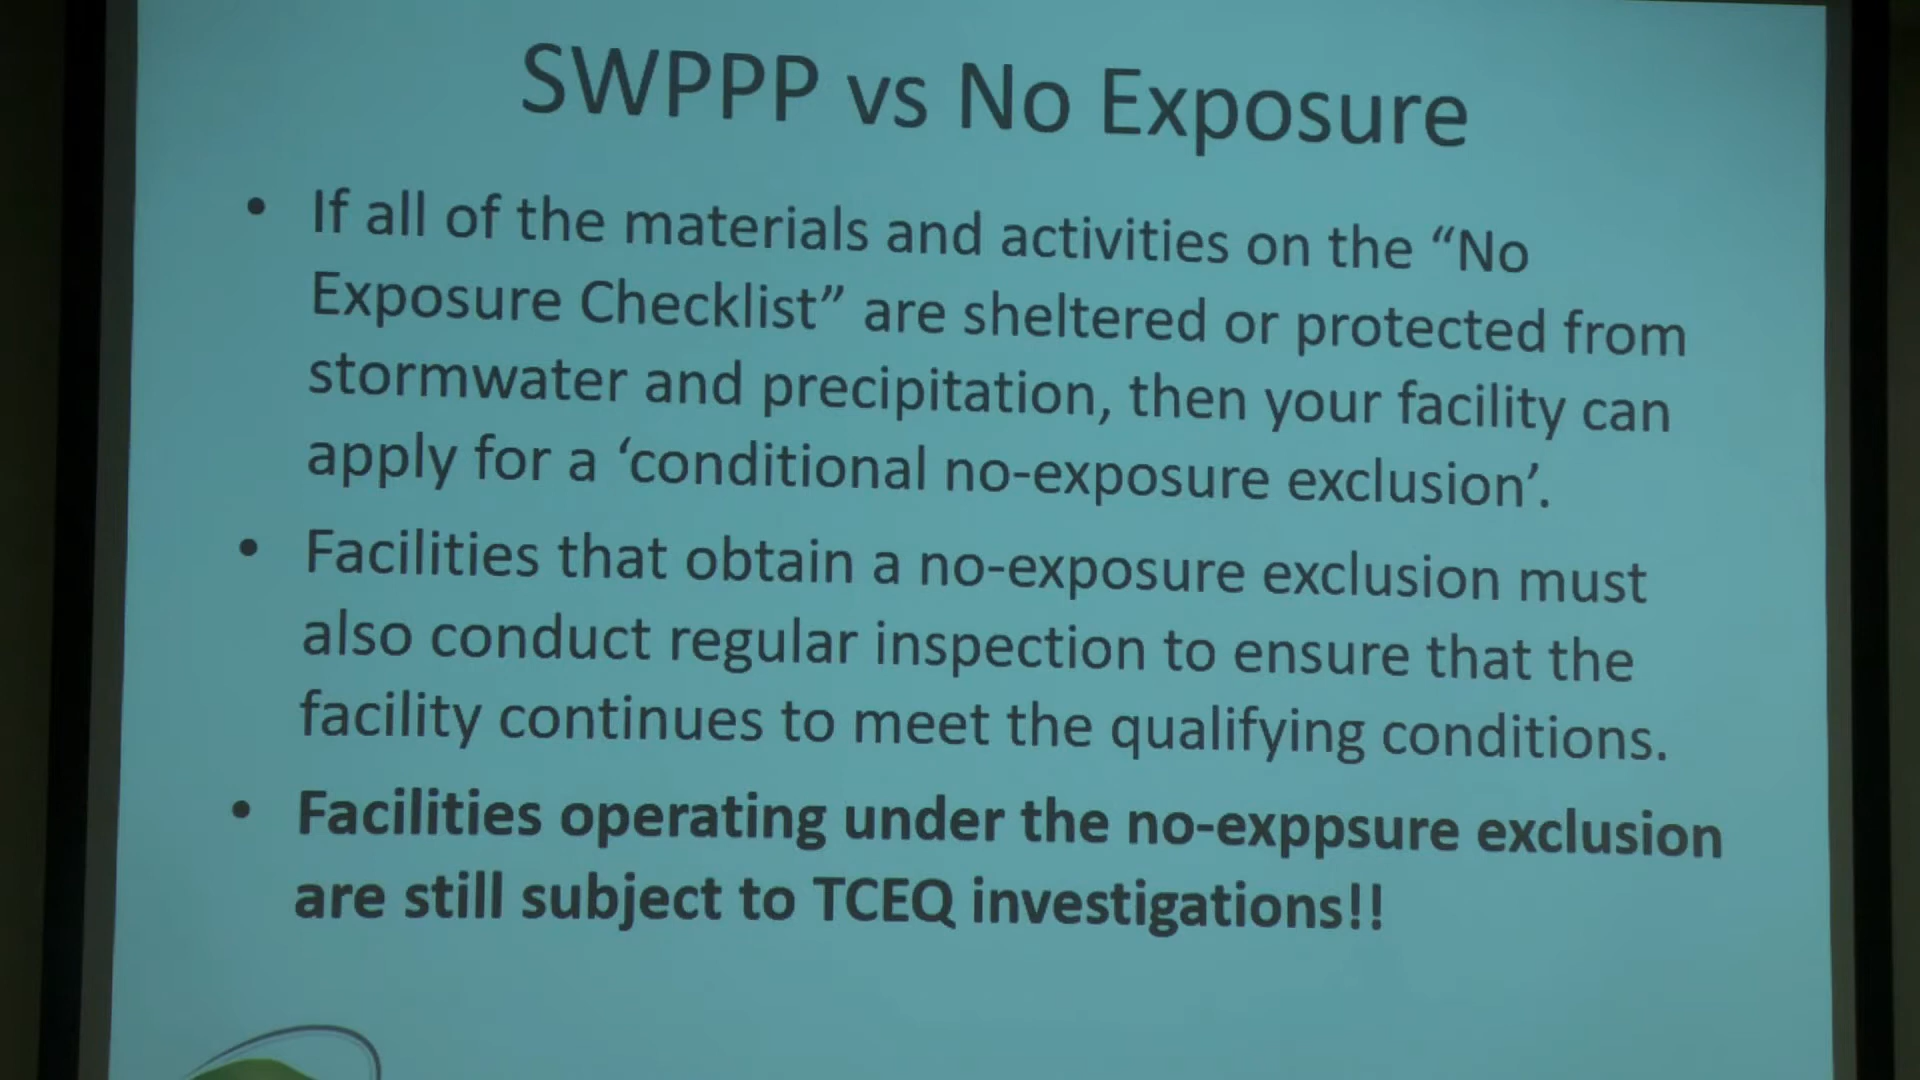 SWPPP vs No Exposure
• If all of the materials and activities on the “No
Exposure Checklist” are sheltered or protected from
stormwater and precipitation, then your facility can
apply for a ‘conditional no-exposure exclusion’.
• Facilities that obtain a no-exposure exclusion must
also conduct regular inspection to ensure that the
facility continues to meet the qualifying conditions.
• Facilities operating under the no-exppsure exclusion
are still subject to TCEQ investigations!!